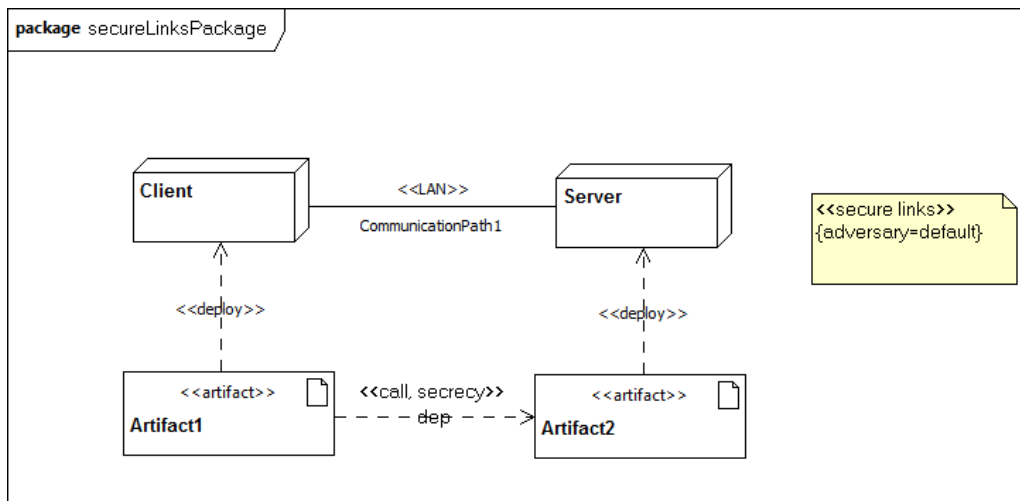 package secureLinksPackage
Client
<<LAN>>
CommunicationPath1
Server
<<secure links>>
{adversary=default}
<<deploy>>
<<deploy>>
<<artifact>>
Artifact1
<<call, secrecy>>
dep
<<artifact>>
Artifact2